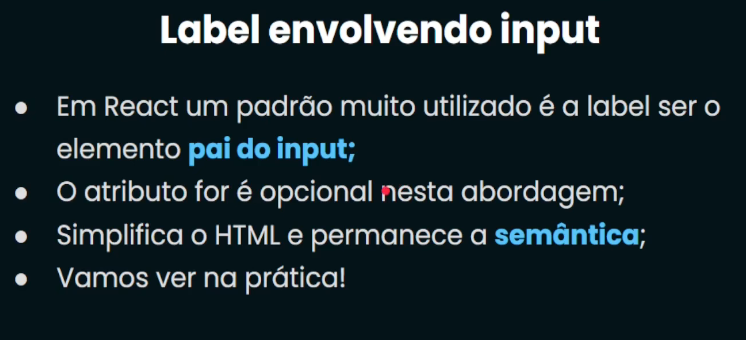 Label envolvendo input
● Em React um padrão muito utilizado é a label ser o
elemento pai do input;
● O atributo for é opcional nesta abordagem;
● Simplifica o HTML e permanece a semântica;
● Vamos ver na prática!